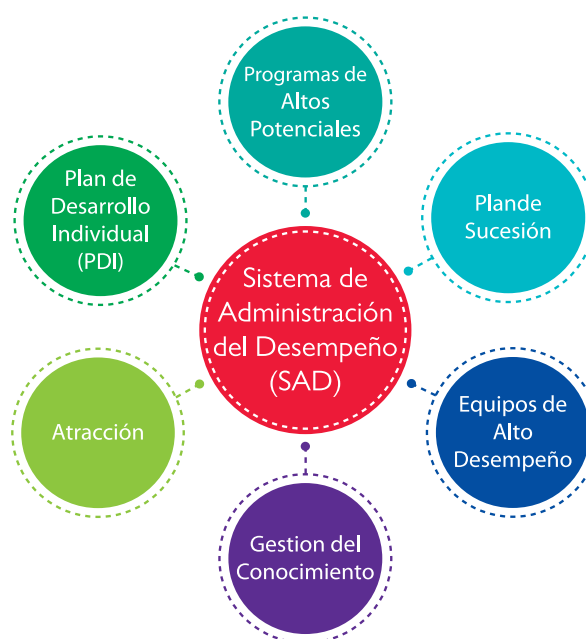 Programas de
Altos
Potenciales
Plan de
Desarrollo
Individual
(PDI)
Plande
Sucesión
Sistema de
Administración
del Desempeño
(SAD)
Atracción
Equipos de
Alto
Desempeño
Gestion del
Conocimiento